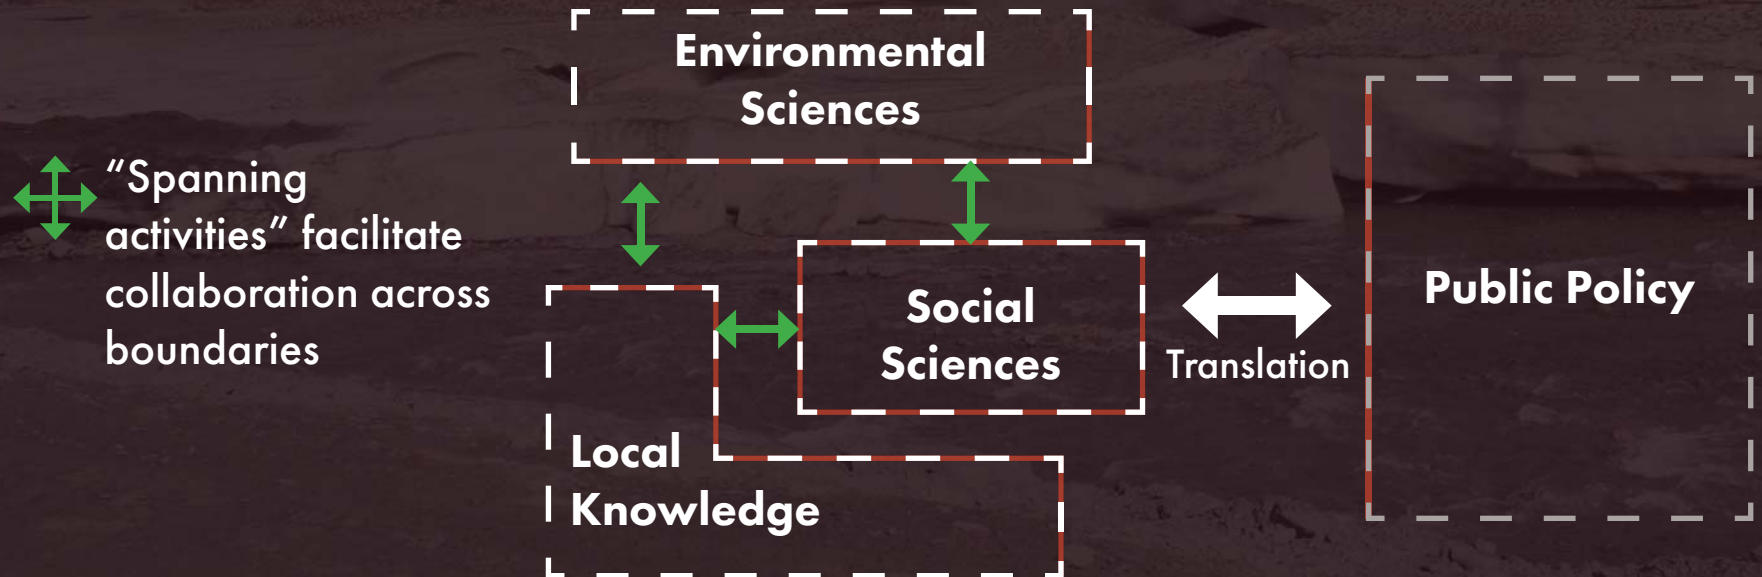 Environmental
Sciences
“Spanning
activities” facilitate
collaboration across
boundaries
Social
Sciences
Translation
Public Policy
Local
Knowledge